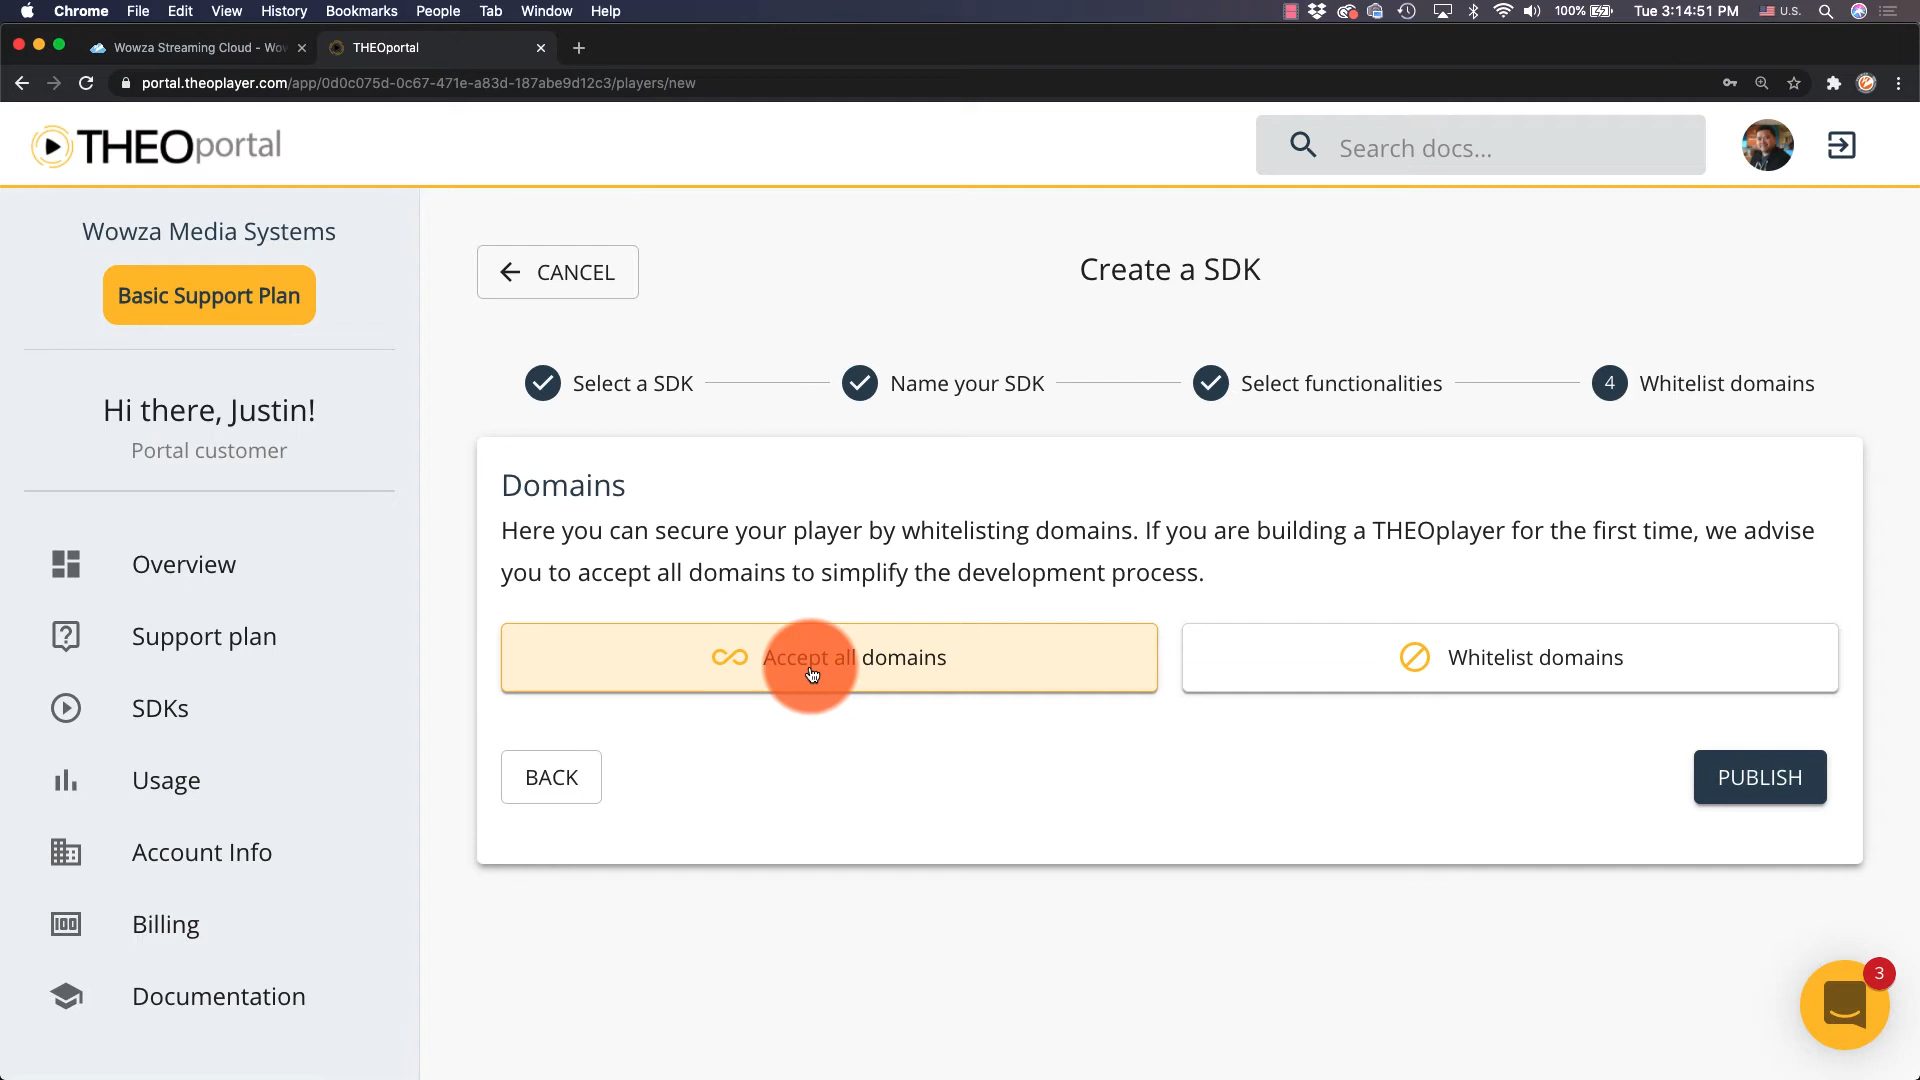 Chrome File Edit View History Bookmarks People Tab Window Help 100% Tue 3:14:51 PM U.S.
Wowza Streaming Cloud - Wow THEOportal
portal.theoplayer.com/app/0d0c075d-0c67-471e-a83d-187abe9d12c3/players/new
THEOportal
Search docs...
Wowza Media Systems
Basic Support Plan
Hi there, Justin!
Portal customer
Overview
Support plan
SDKs
Usage
Account Info
100 Billing
Documentation
CANCEL
Create a SDK
Select a SDK Name your SDK Select functionalities 4 Whitelist domains
Domains
Here you can secure your player by whitelisting domains. If you are building a THEOplayer for the first time, we advise
you to accept all domains to simplify the development process.
Accept all domains Whitelist domains
BACK PUBLISH
3